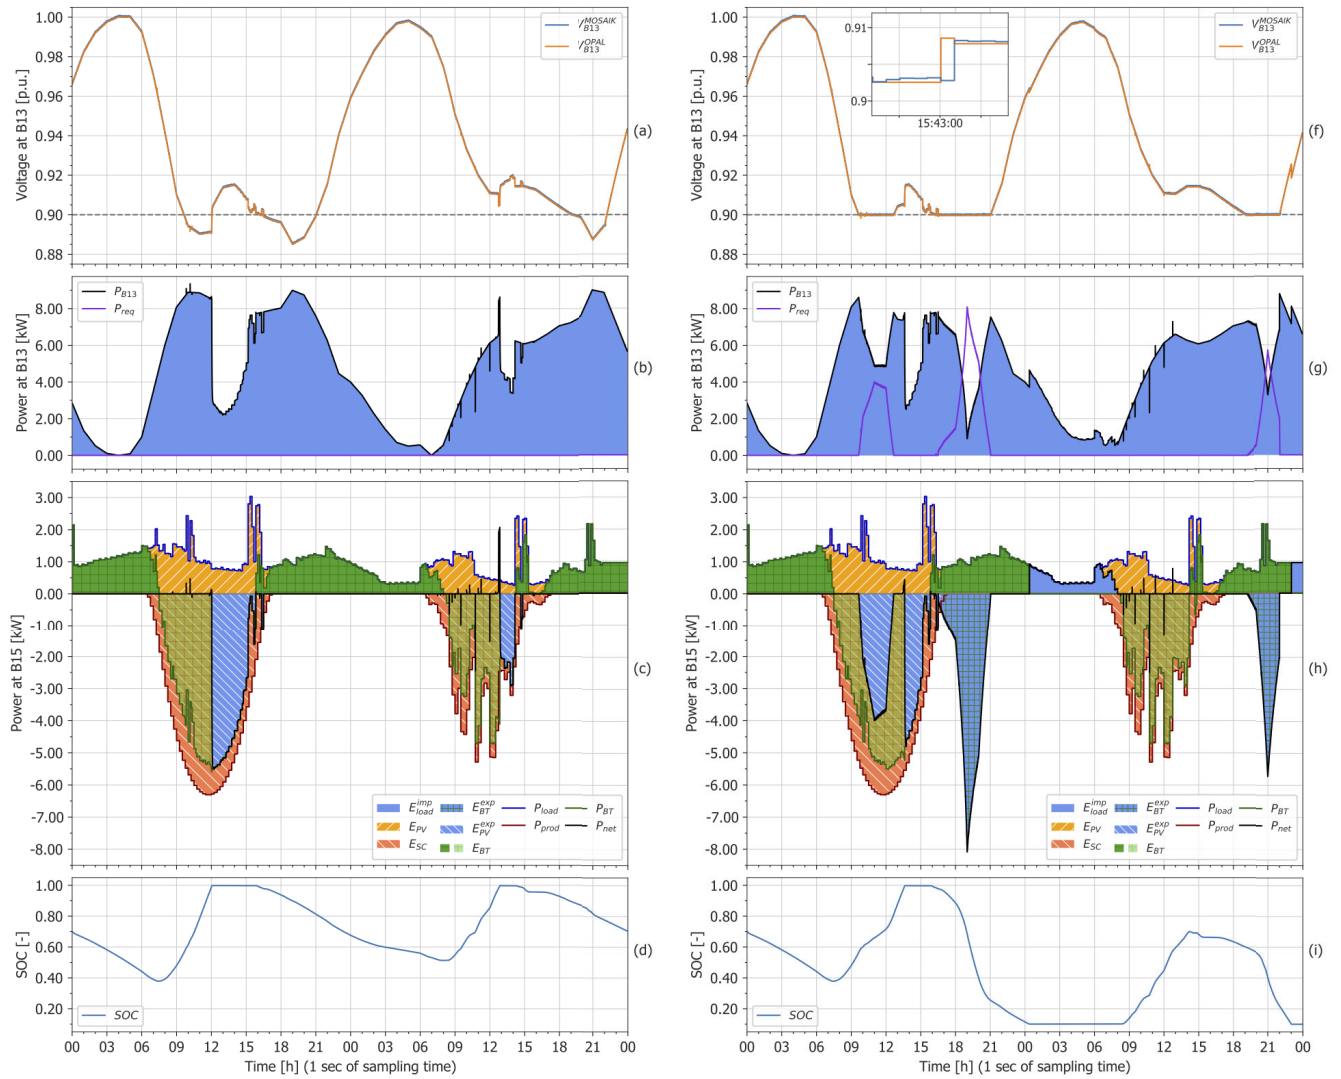 Voltage at B13 [p.u.]
1.00
0.98
0.96
0.94
0.92
0.90
0.88
V_B13^MOSAIK
V_B13^OPAL
(a)
Power at B13 [kW]
8.00
6.00
4.00
2.00
0.00
P_B13
P_req
(b)
Power at B15 [kW]
3.00
2.00
1.00
0.00
-1.00
-2.00
-3.00
-4.00
-5.00
-6.00
-7.00
-8.00
E_load^imp E_BT^exp P_load P_BT
E_PV E_PV^exp P_prod P_net
E_SC E_BT
(c)
SOC [-]
1.00
0.80
0.60
0.40
0.20
SOC
(d)
00 03 06 09 12 15 18 21 00 03 06 09 12 15 18 21 00
Time [h] (1 sec of sampling time)
Voltage at B13 [p.u.]
1.00
0.98
0.96
0.94
0.92
0.90
0.88
0.91
0.9
15:43:00
V_B13^MOSAIK
V_B13^OPAL
(f)
Power at B13 [kW]
8.00
6.00
4.00
2.00
0.00
P_B13
P_req
(g)
Power at B15 [kW]
3.00
2.00
1.00
0.00
-1.00
-2.00
-3.00
-4.00
-5.00
-6.00
-7.00
-8.00
E_load^imp E_BT^exp P_load P_BT
E_PV E_PV^exp P_prod P_net
E_SC E_BT
(h)
SOC [-]
1.00
0.80
0.60
0.40
0.20
SOC
(i)
00 03 06 09 12 15 18 21 00 03 06 09 12 15 18 21 00
Time [h] (1 sec of sampling time)